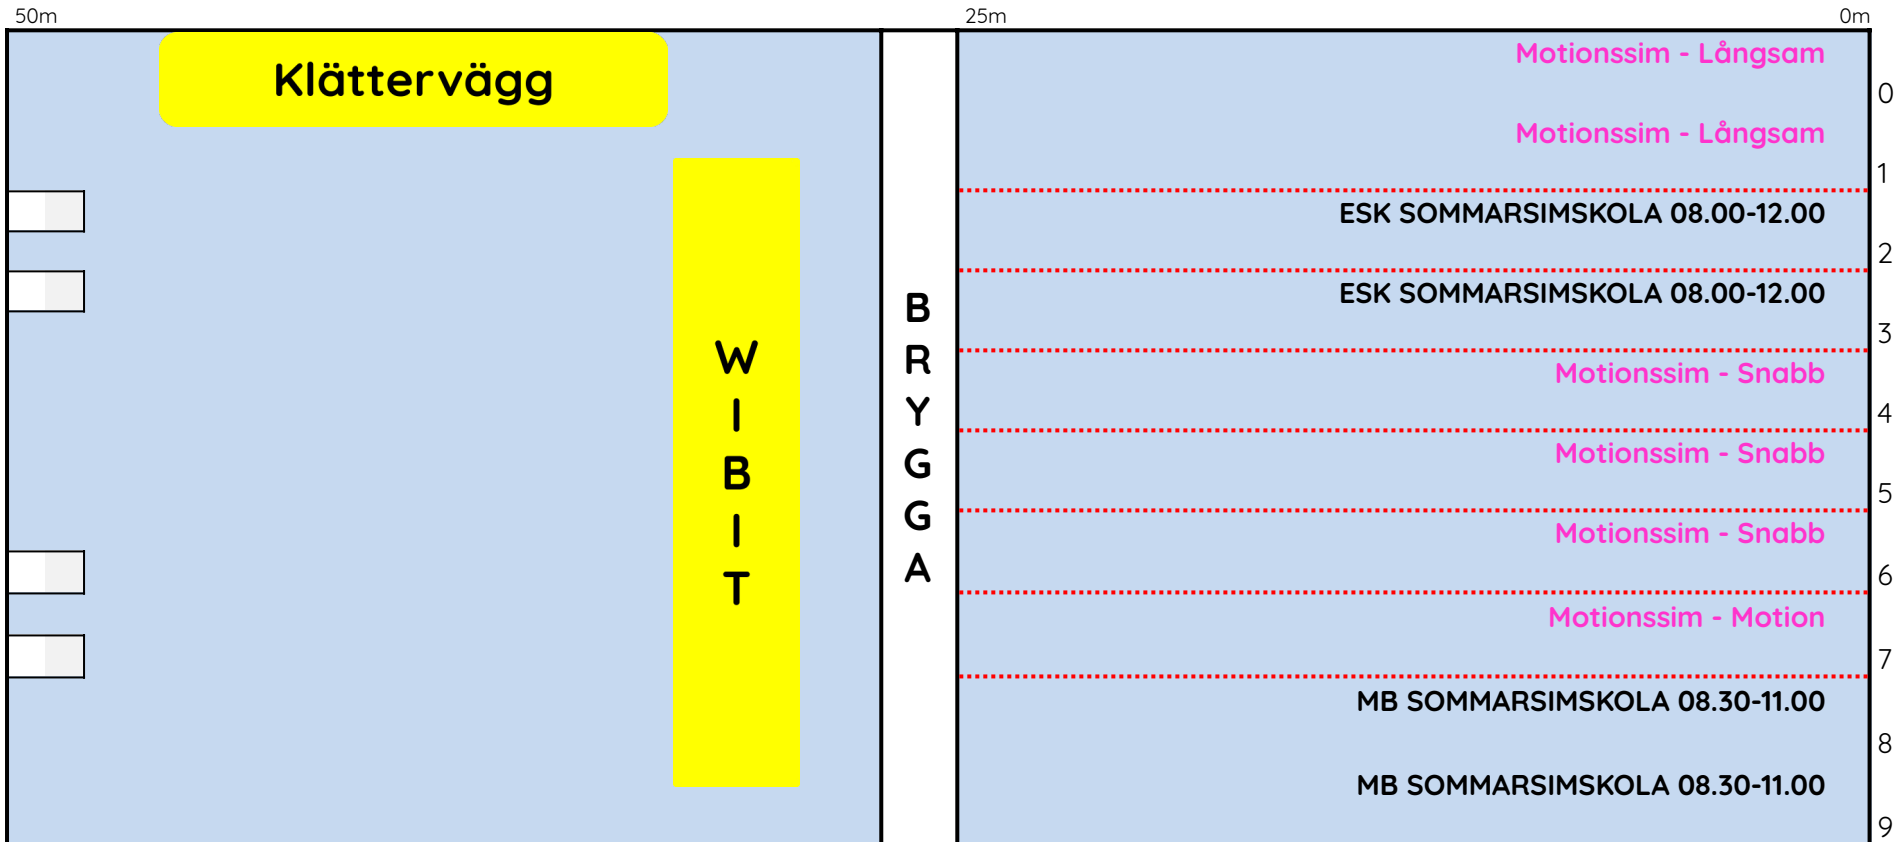 50m
25m
0m
Klättervägg
Motionssim - Långsam
0
Motionssim - Långsam
1
ESK SOMMARSIMSKOLA 08.00-12.00
2
ESK SOMMARSIMSKOLA 08.00-12.00
3
Motionssim - Snabb
4
Motionssim - Snabb
5
Motionssim - Snabb
6
Motionssim - Motion
7
MB SOMMARSIMSKOLA 08.30-11.00
8
MB SOMMARSIMSKOLA 08.30-11.00
9
WIBIT
BRYGGA